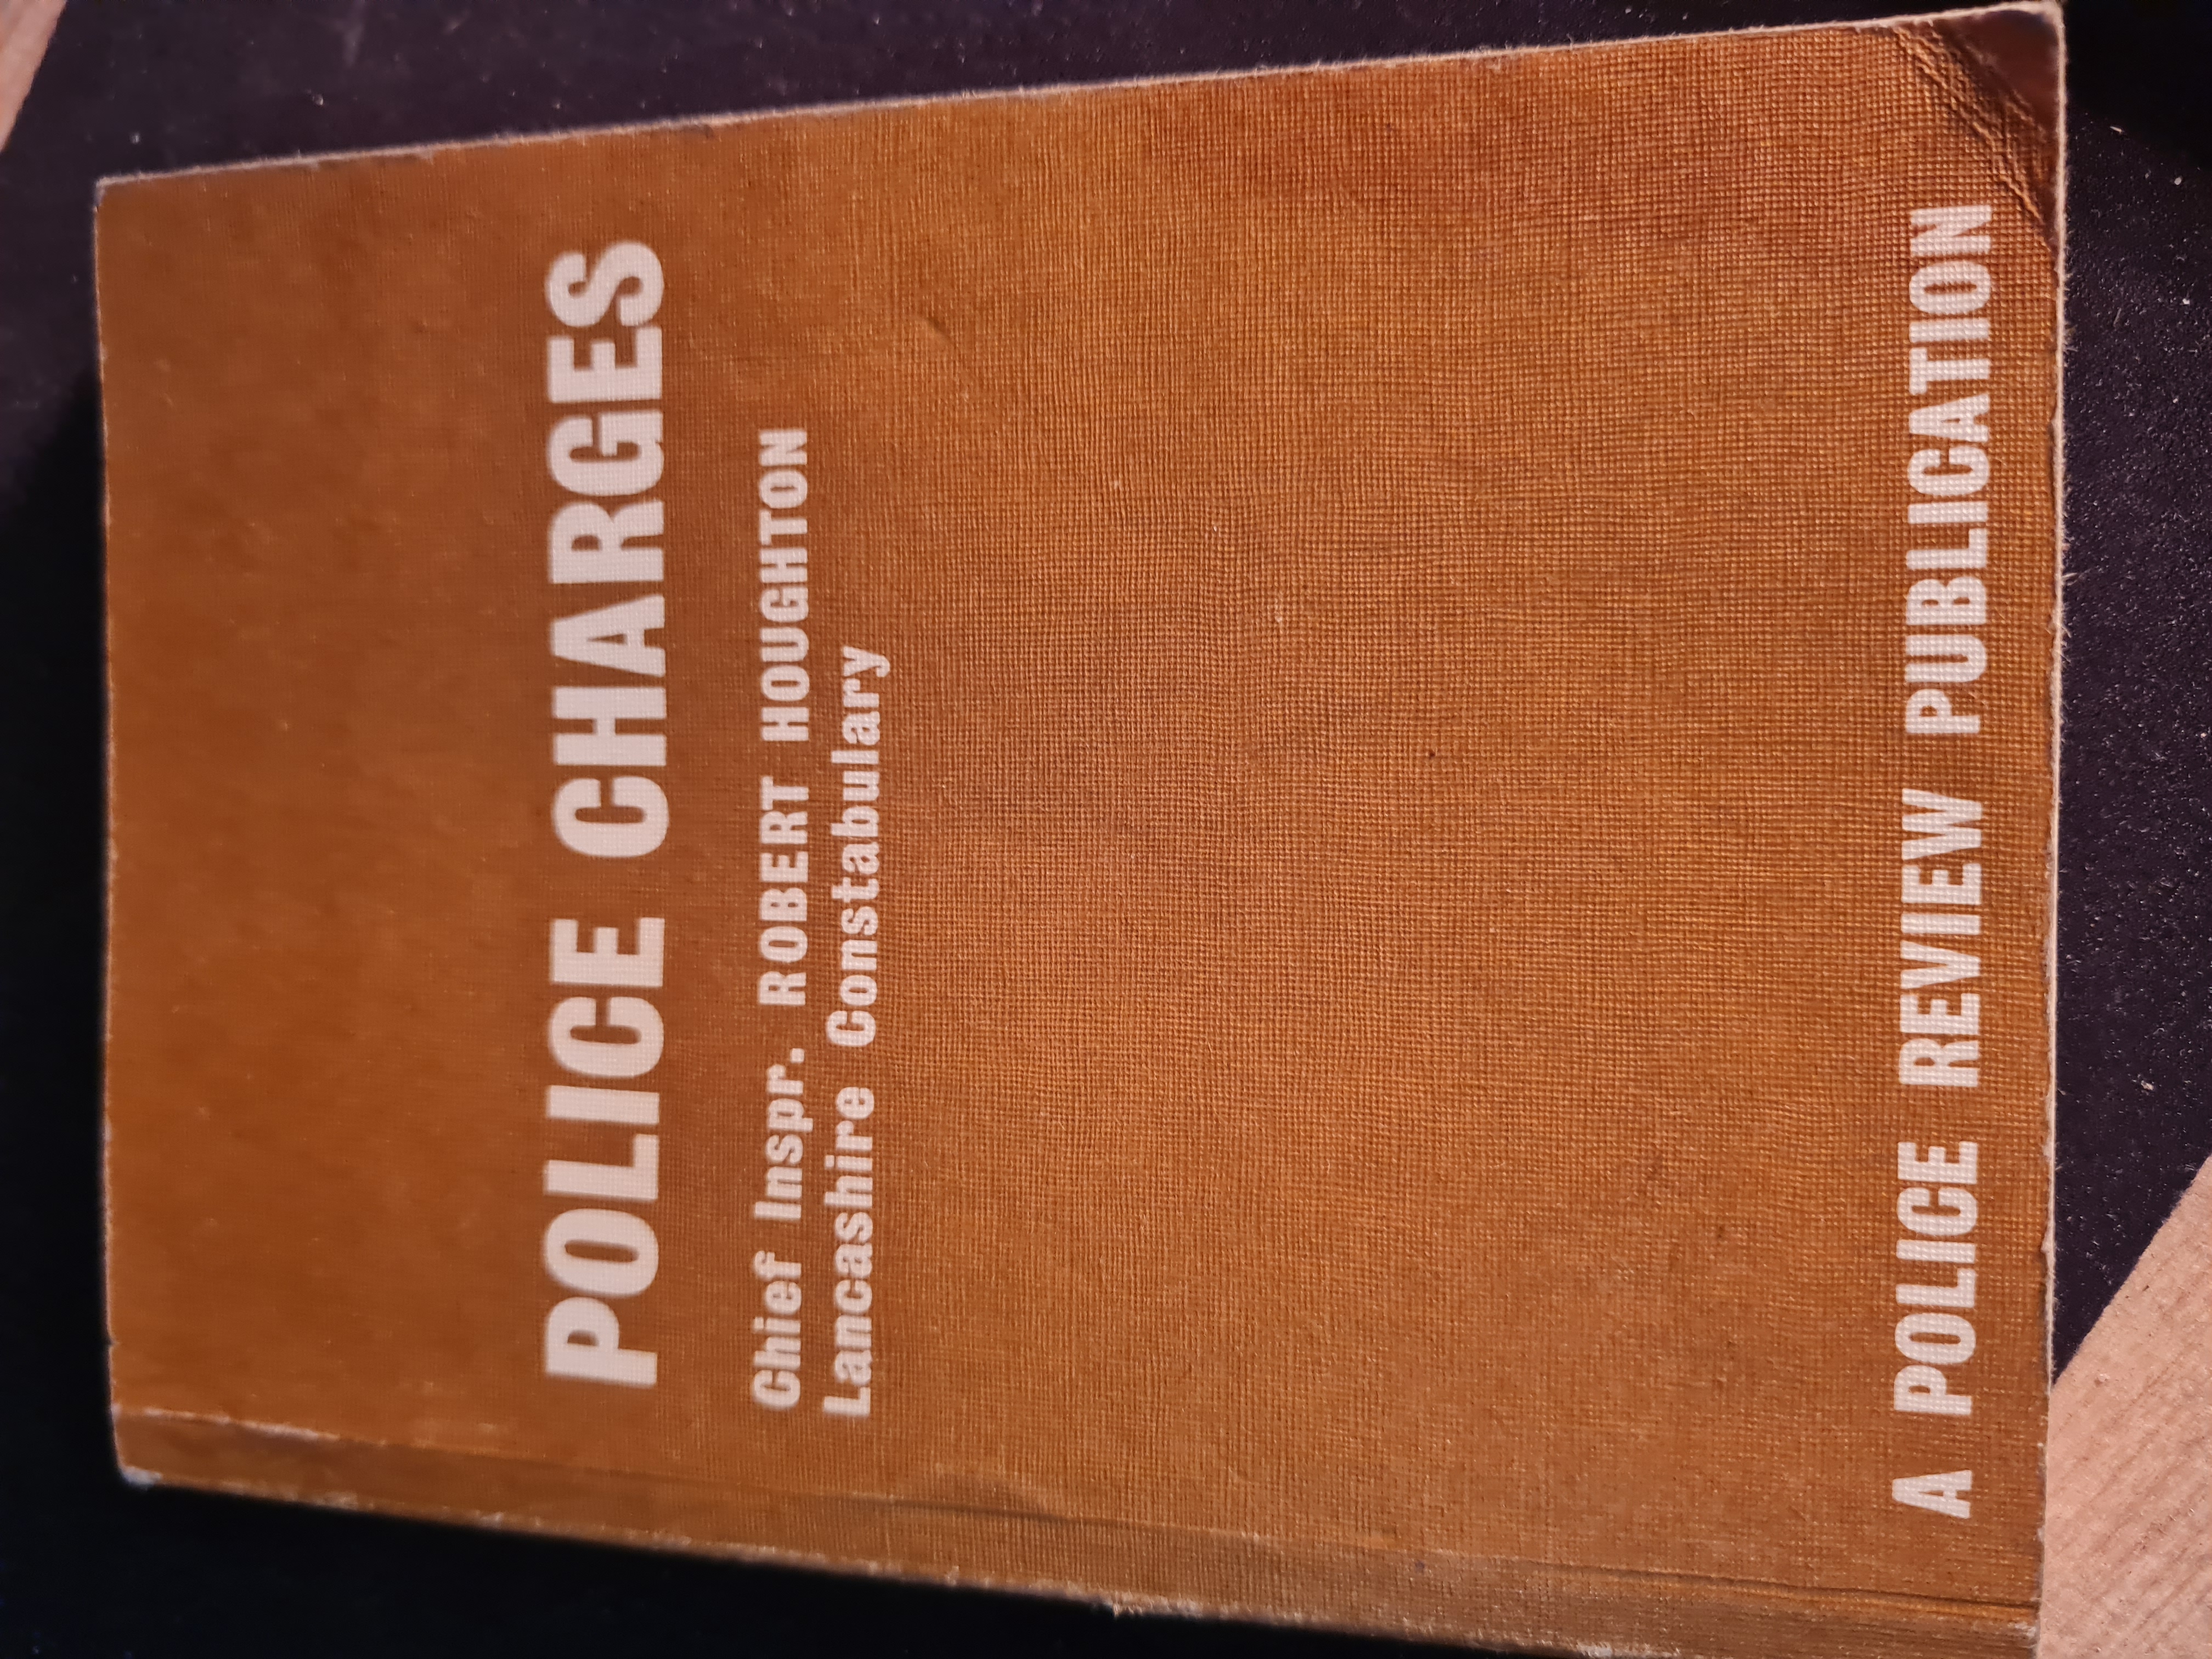 POLICE CHARGES
Chief Inspr. ROBERT HOUGHTON
Lancashire Constabulary
A POLICE REVIEW PUBLICATION